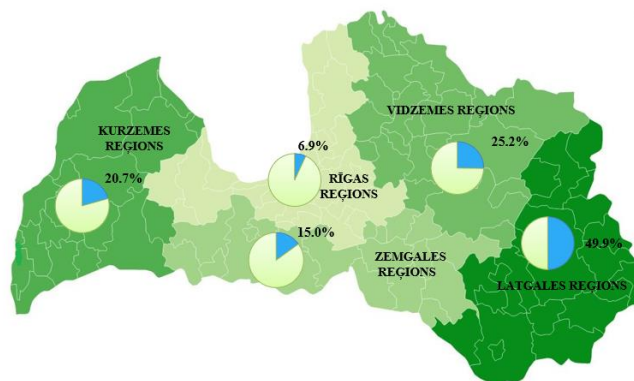 KURZEMES
REĢIONS
20.7%
6.9%
RĪGAS
REĢIONS
VIDZEMES REĢIONS
25.2%
15.0%
ZEMGALES
REĢIONS
49.9%
LATGALES REĢIONS